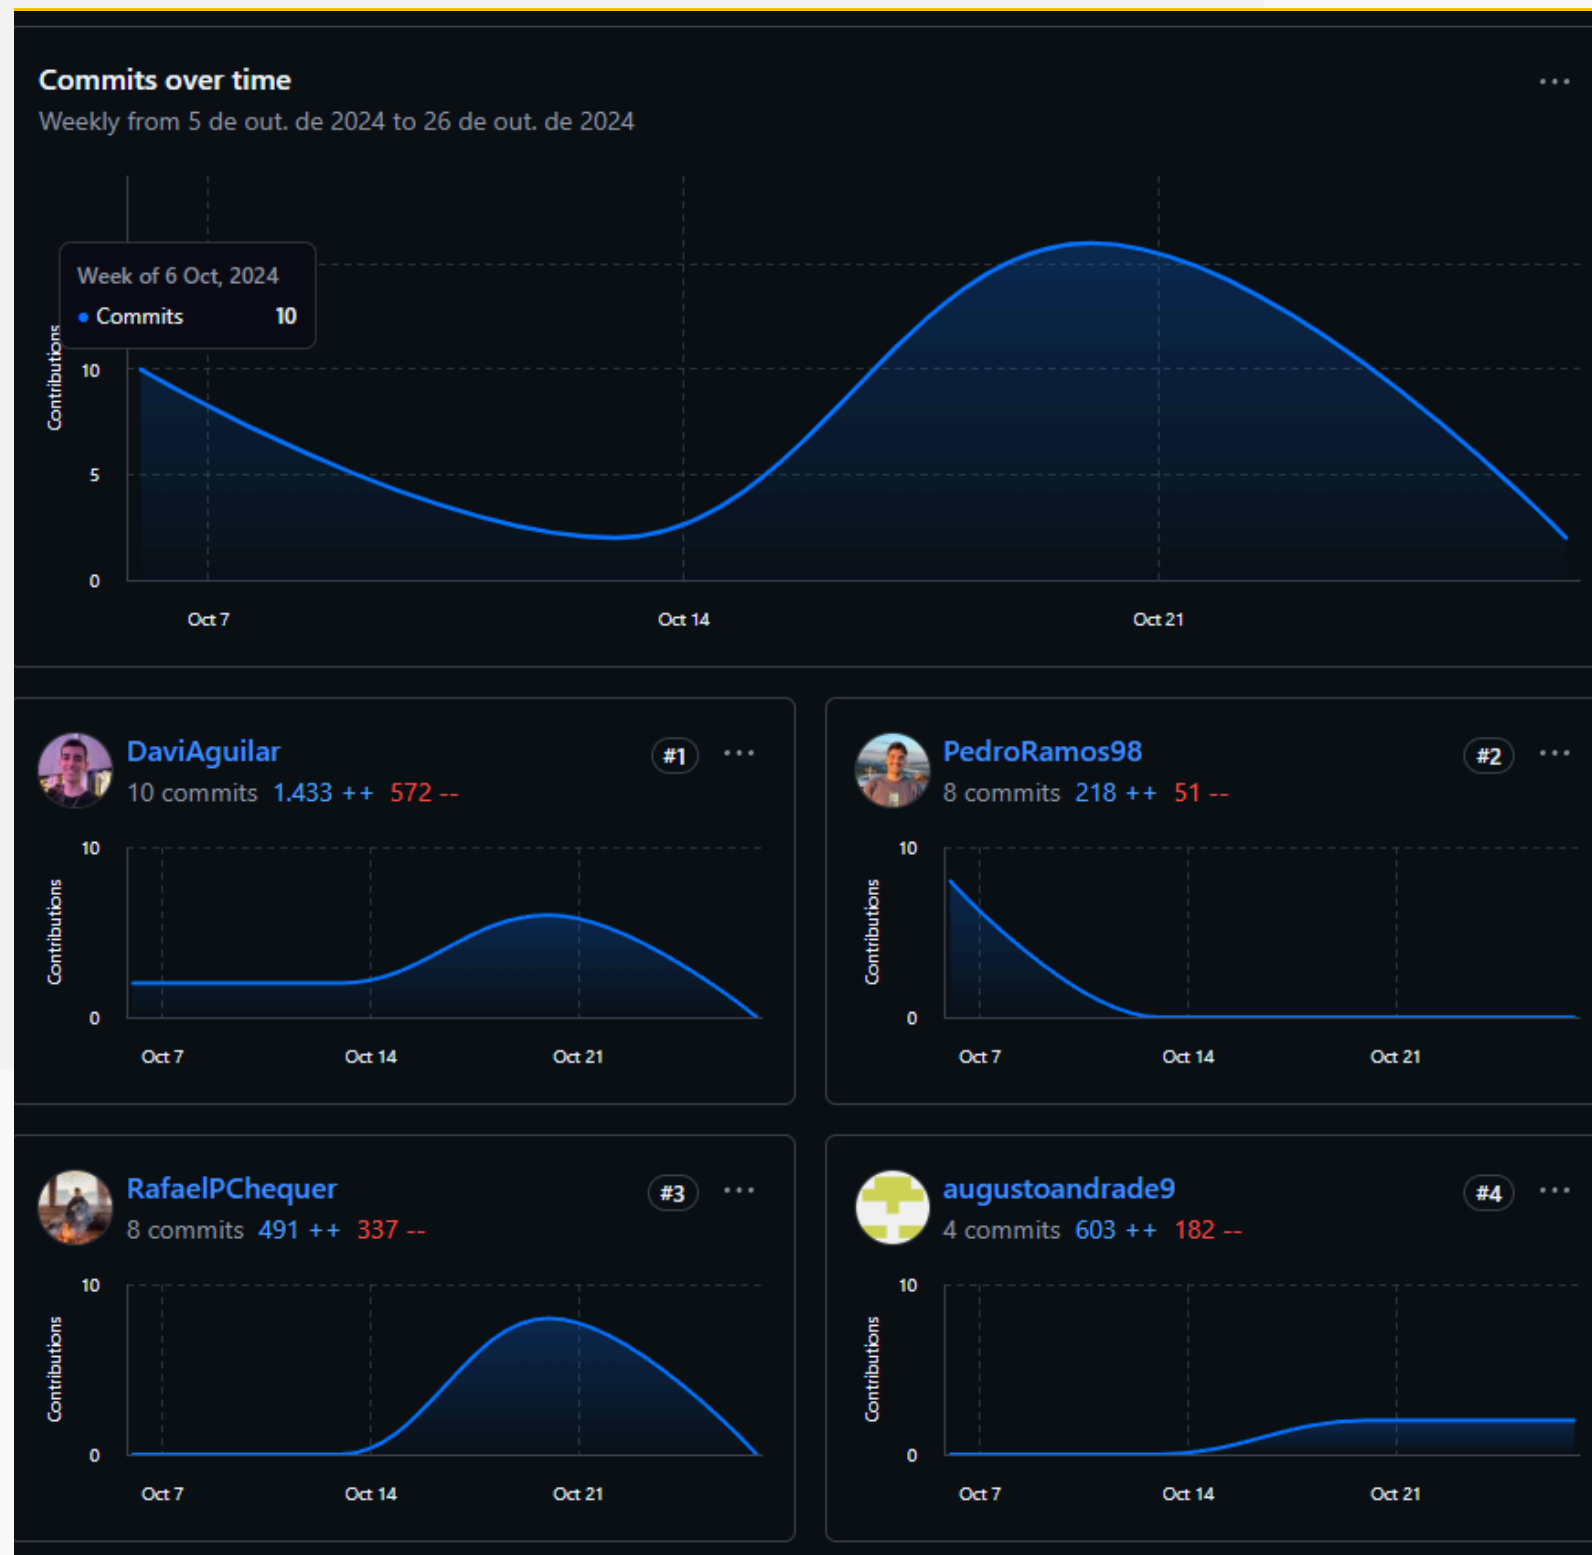 Commits over time
Weekly from 5 de out. de 2024 to 26 de out. de 2024
Week of 6 Oct, 2024
Commits 10
Contributions
10
5
0
Oct 7 Oct 14 Oct 21
DaviAguilar #1
10 commits 1.433 ++ 572 --
Contributions
10
0
Oct 7 Oct 14 Oct 21
PedroRamos98 #2
8 commits 218 ++ 51 --
Contributions
10
0
Oct 7 Oct 14 Oct 21
RafaelPChequer #3
8 commits 491 ++ 337 --
Contributions
10
0
Oct 7 Oct 14 Oct 21
augustoandrade9 #4
4 commits 603 ++ 182 --
Contributions
10
0
Oct 7 Oct 14 Oct 21